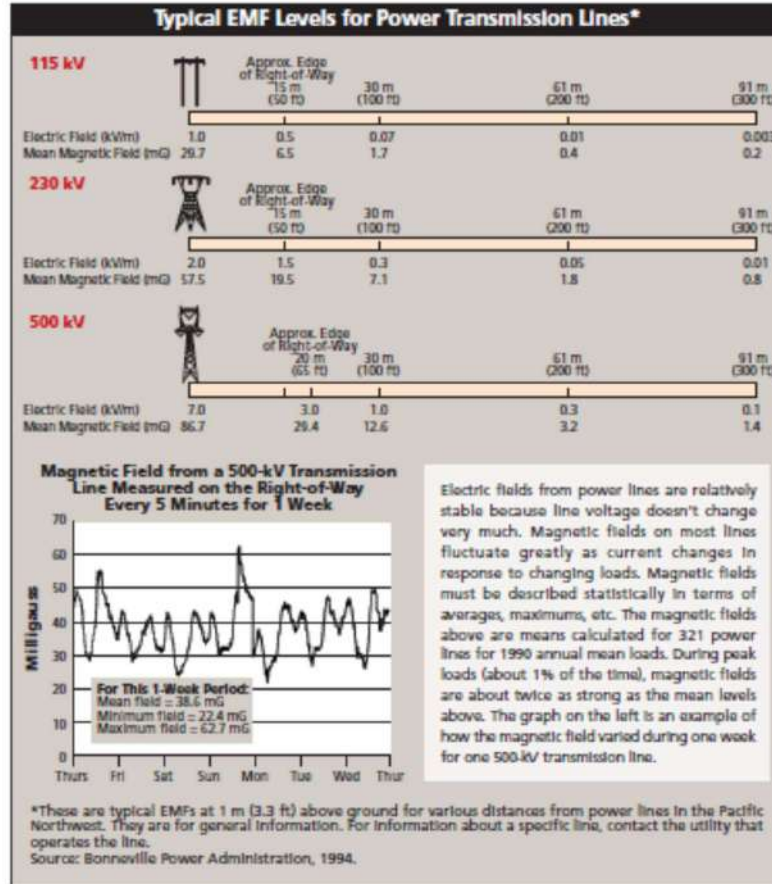 Typical EMF Levels for Power Transmission Lines*
115 kV
Approx. Edge
of Right-of-Way
15 m 30 m 61 m 91 m
(50 ft) (100 ft) (200 ft) (300 ft)
Electric Field (kV/m) 1.0 0.5 0.07 0.01 0.003
Mean Magnetic Field (mG) 29.7 6.5 1.7 0.4 0.2
230 kV
Approx. Edge
of Right-of-Way
15 m 30 m 61 m 91 m
(50 ft) (100 ft) (200 ft) (300 ft)
Electric Field (kV/m) 2.0 1.5 0.3 0.05 0.01
Mean Magnetic Field (mG) 57.5 19.5 7.1 1.8 0.8
500 kV
Approx. Edge
of Right-of-Way
20 m 30 m 61 m 91 m
(65 ft) (100 ft) (200 ft) (300 ft)
Electric Field (kV/m) 7.0 3.0 1.0 0.3 0.1
Mean Magnetic Field (mG) 86.7 29.4 12.6 3.2 1.4
Magnetic Field from a 500-kV Transmission
Line Measured on the Right-of-Way
Every 5 Minutes for 1 Week
Milligauss
70
60
50
40
30
20
10
0
For This 1-Week Period:
Mean field = 38.6 mG
Minimum field = 22.4 mG
Maximum field = 62.7 mG
Thurs Fri Sat Sun Mon Tue Wed Thur
Electric fields from power lines are relatively
stable because line voltage doesn't change
very much. Magnetic fields on most lines
fluctuate greatly as current changes in
response to changing loads. Magnetic fields
must be described statistically in terms of
averages, maximums, etc. The magnetic fields
above are means calculated for 321 power
lines for 1990 annual mean loads. During peak
loads (about 1% of the time), magnetic fields
are about twice as strong as the mean levels
above. The graph on the left is an example of
how the magnetic field varied during one week
for one 500-kV transmission line.
*These are typical EMFs at 1 m (3.3 ft) above ground for various distances from power lines in the Pacific
Northwest. They are for general information. For information about a specific line, contact the utility that
operates the line.
Source: Bonneville Power Administration, 1994.